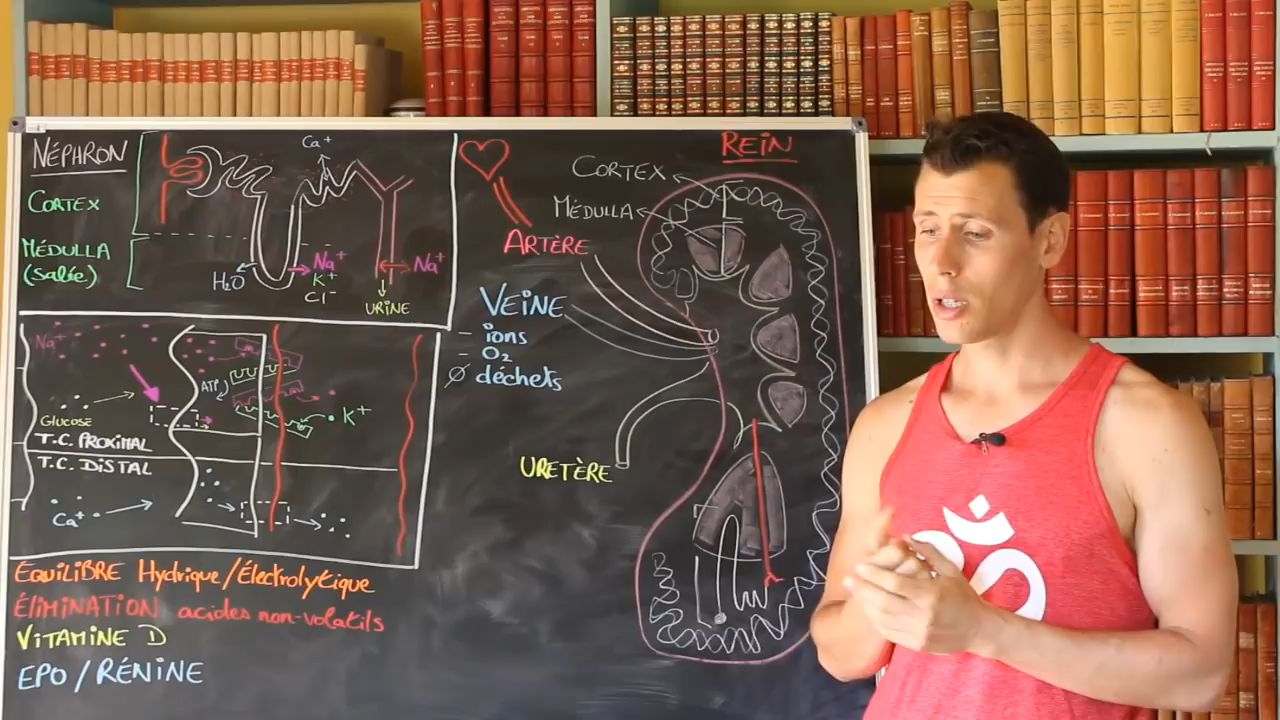 NÉPHRON
CORTEX
MÉDULLA
(salée)
Ca⁺
H₂O
Na⁺
K⁺
Cl⁻
Na⁺
URINE
Na⁺
ATP
GLUCOSE
K⁺
T.C. PROXIMAL
T.C. DISTAL
Ca⁺
EQUILIBRE Hydrique/Électrolytique
ÉLIMINATION acides non-volatils
VITAMINE D
EPO / RÉNINE
REIN
CORTEX
MÉDULLA
ARTÈRE
VEINE
- ions
- O₂
Ø déchets
URETÈRE
ॐ